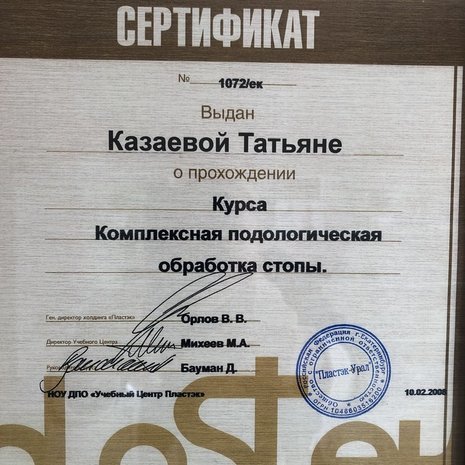 СЕРТИФИКАТ
№ 1072/ек
Выдан
Казаевой Татьяне
о прохождении
Курса
Комплексная подологическая
обработка стопы.
Ген. директор холдинга «Пластэк» Орлов В. В.
Директор Учебного Центра Михеев М.А.
Бауман Д.
НОУ ДПО «Учебный Центр Пластэк»
"Пластэк-Урал"
10.02.2008